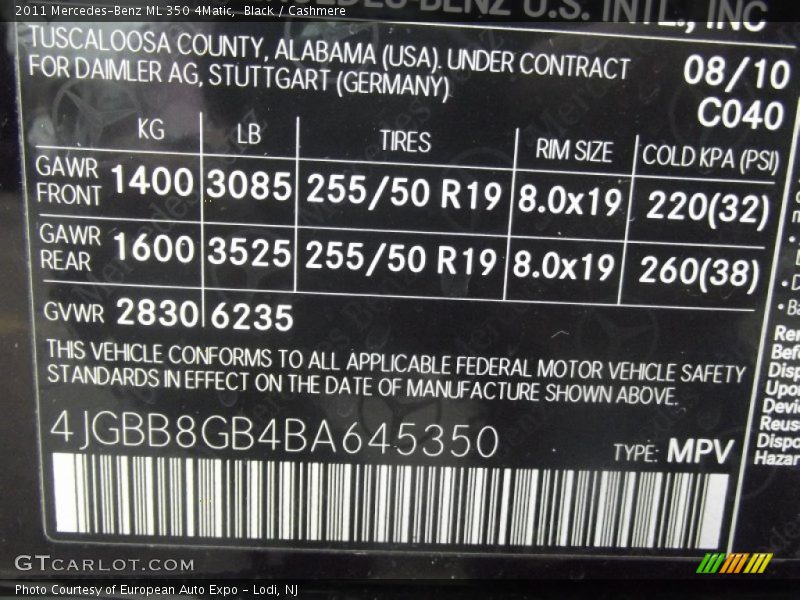 2011 Mercedes-Benz ML 350 4Matic, Black / Cashmere
U.S. INTL., INC
TUSCALOOSA COUNTY, ALABAMA (USA). UNDER CONTRACT
FOR DAIMLER AG, STUTTGART (GERMANY)
08/10
C040
KG LB TIRES RIM SIZE COLD KPA (PSI)
GAWR
FRONT 1400 3085 255/50 R19 8.0x19 220(32)
GAWR
REAR 1600 3525 255/50 R19 8.0x19 260(38)
GVWR 2830 6235
THIS VEHICLE CONFORMS TO ALL APPLICABLE FEDERAL MOTOR VEHICLE SAFETY
STANDARDS IN EFFECT ON THE DATE OF MANUFACTURE SHOWN ABOVE.
4JGBB8GB4BA645350
TYPE: MPV
GTCARLOT.COM
Photo Courtesy of European Auto Expo - Lodi, NJ